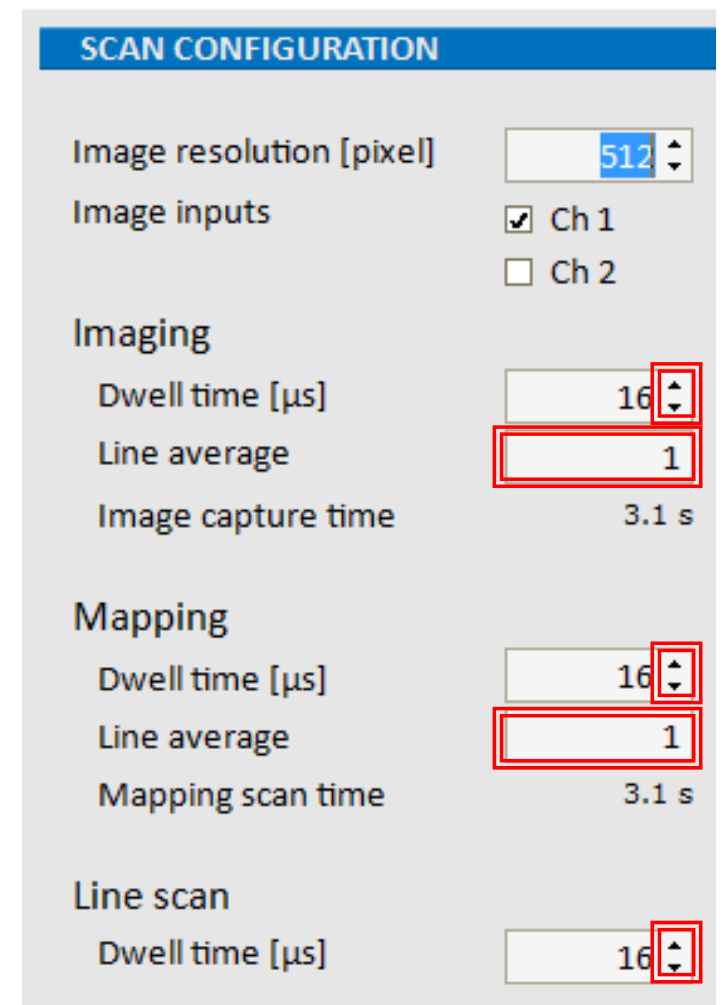 SCAN CONFIGURATION
Image resolution [pixel] 512
Image inputs Ch 1
Ch 2
Imaging
Dwell time [µs] 16
Line average 1
Image capture time 3.1 s
Mapping
Dwell time [µs] 16
Line average 1
Mapping scan time 3.1 s
Line scan
Dwell time [µs] 16